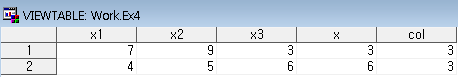 VIEWTABLE: Work.Ex4
x1 x2 x3 x col
1 7 9 3 3 3
2 4 5 6 6 3